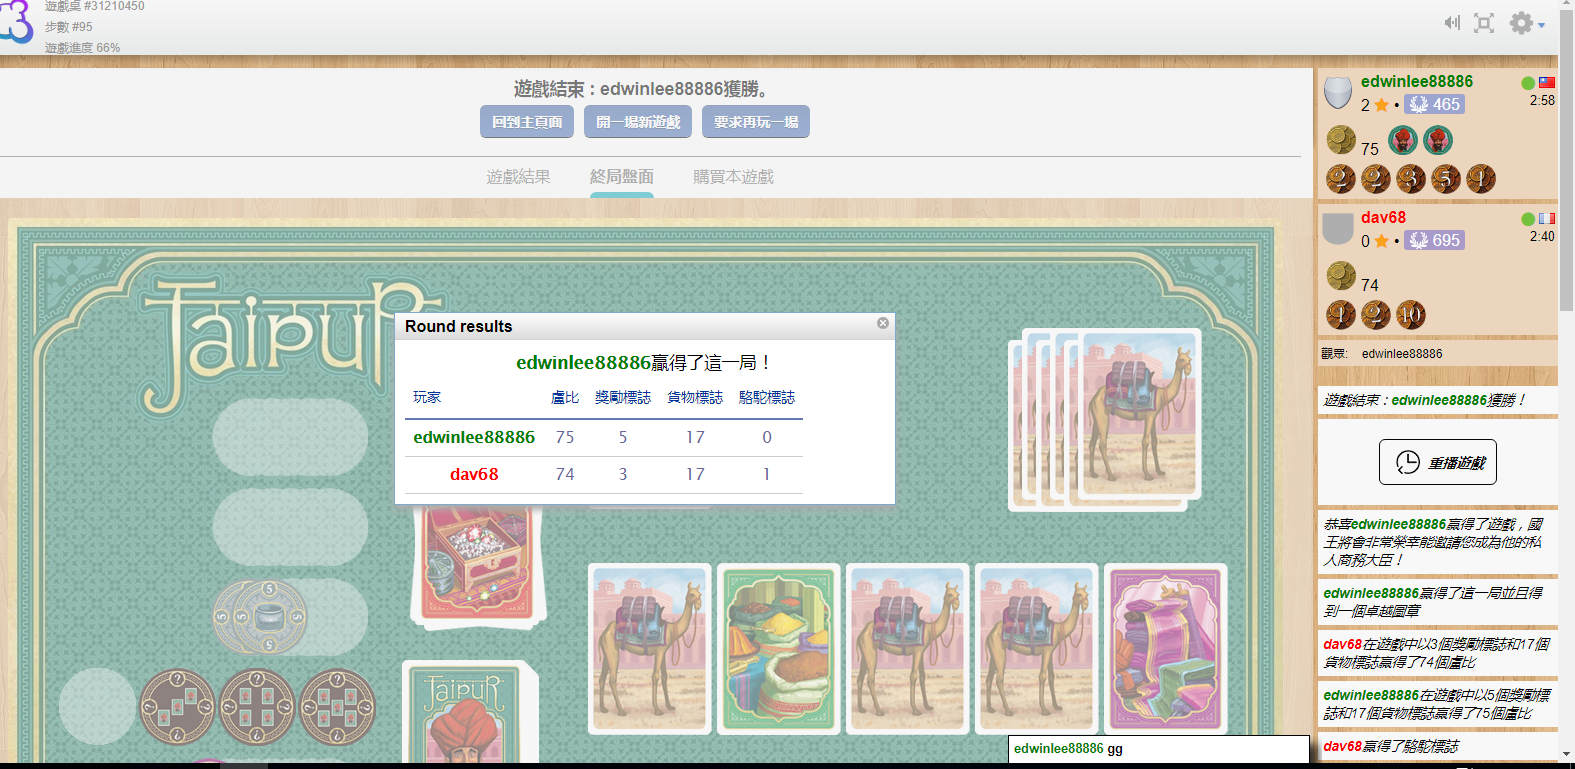 遊戲桌 #31210450
步數 #95
遊戲進度 66%
遊戲結束：edwinlee88886獲勝。
回到主頁面 開一場新遊戲 要求再玩一場
遊戲結果 終局盤面 購買本遊戲
Jaipur
Round results
edwinlee88886贏得了這一局！
玩家 盧比 獎勵標誌 貨物標誌 駱駝標誌
edwinlee88886 75 5 17 0
dav68 74 3 17 1
5
5 5
5
? ? ?
? ? ? ? ? ?
? ? ?
Jaipur
edwinlee88886
2 • 465 2:58
75
2 2 3 5 1
dav68
0 • 695 2:40
74
1 2 10
觀眾: edwinlee88886
遊戲結束：edwinlee88886獲勝！
重播遊戲
恭喜edwinlee88886贏得了遊戲，國
王將會非常榮幸能邀請您成為他的私
人商務大臣！
edwinlee88886贏得了這一局並且得
到一個卓越圖章
dav68在遊戲中以3個獎勵標誌和17個
貨物標誌贏得了74個盧比
edwinlee88886在遊戲中以5個獎勵標
誌和17個貨物標誌贏得了75個盧比
dav68贏得了駱駝標誌
edwinlee88886 gg